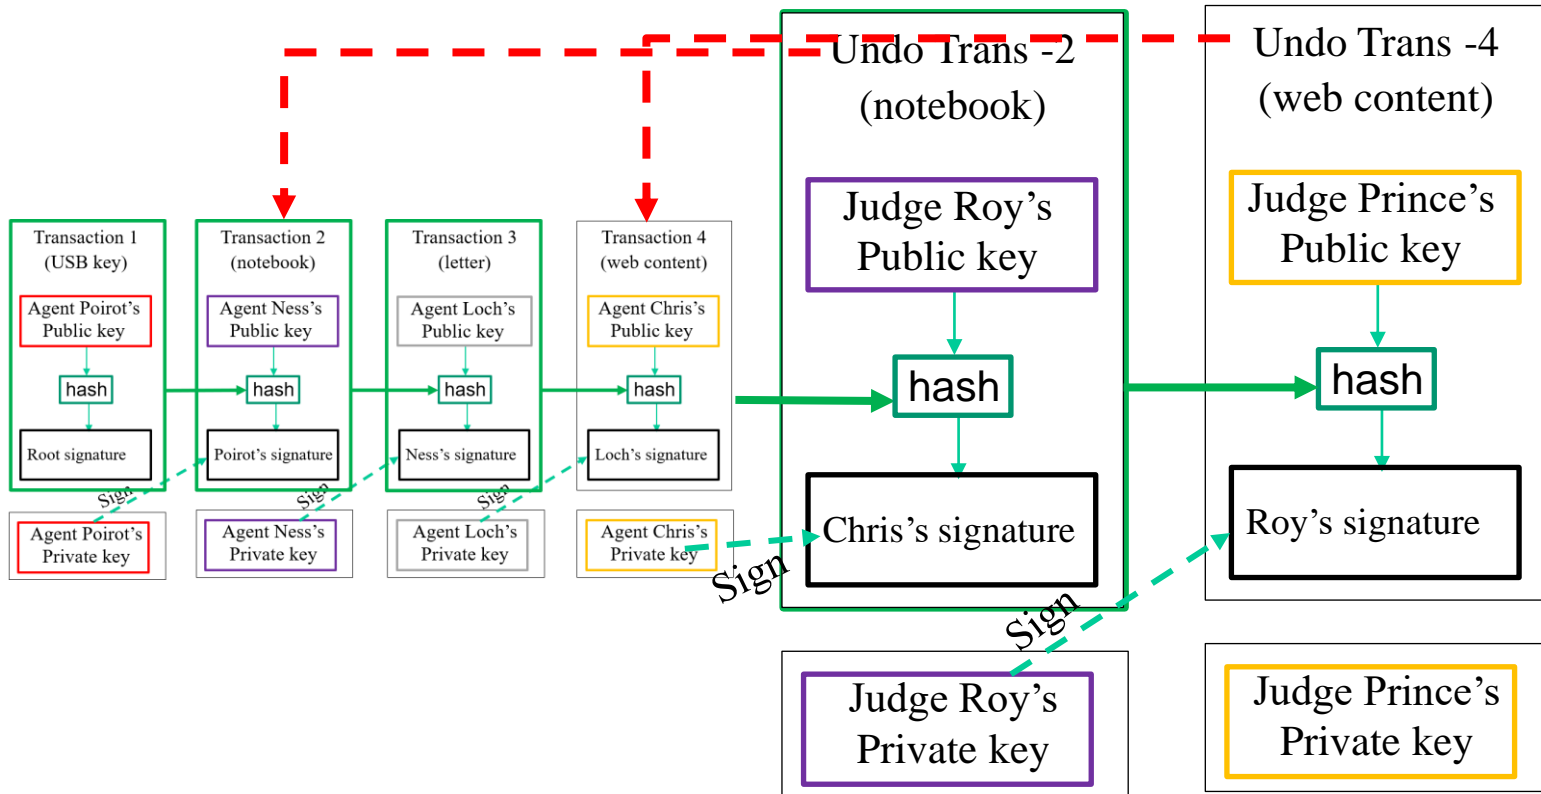 Undo Trans -2
(notebook)
Judge Roy’s
Public key
hash
Chris’s signature
Sign
Judge Roy’s
Private key
Undo Trans -4
(web content)
Judge Prince’s
Public key
hash
Roy’s signature
Sign
Judge Prince’s
Private key
Transaction 1
(USB key)
Agent Poirot’s
Public key
hash
Root signature
Sign
Agent Poirot’s
Private key
Transaction 2
(notebook)
Agent Ness’s
Public key
hash
Poirot’s signature
Sign
Agent Ness’s
Private key
Transaction 3
(letter)
Agent Loch’s
Public key
hash
Ness’s signature
Sign
Agent Loch’s
Private key
Transaction 4
(web content)
Agent Chris’s
Public key
hash
Loch’s signature
Agent Chris’s
Private key